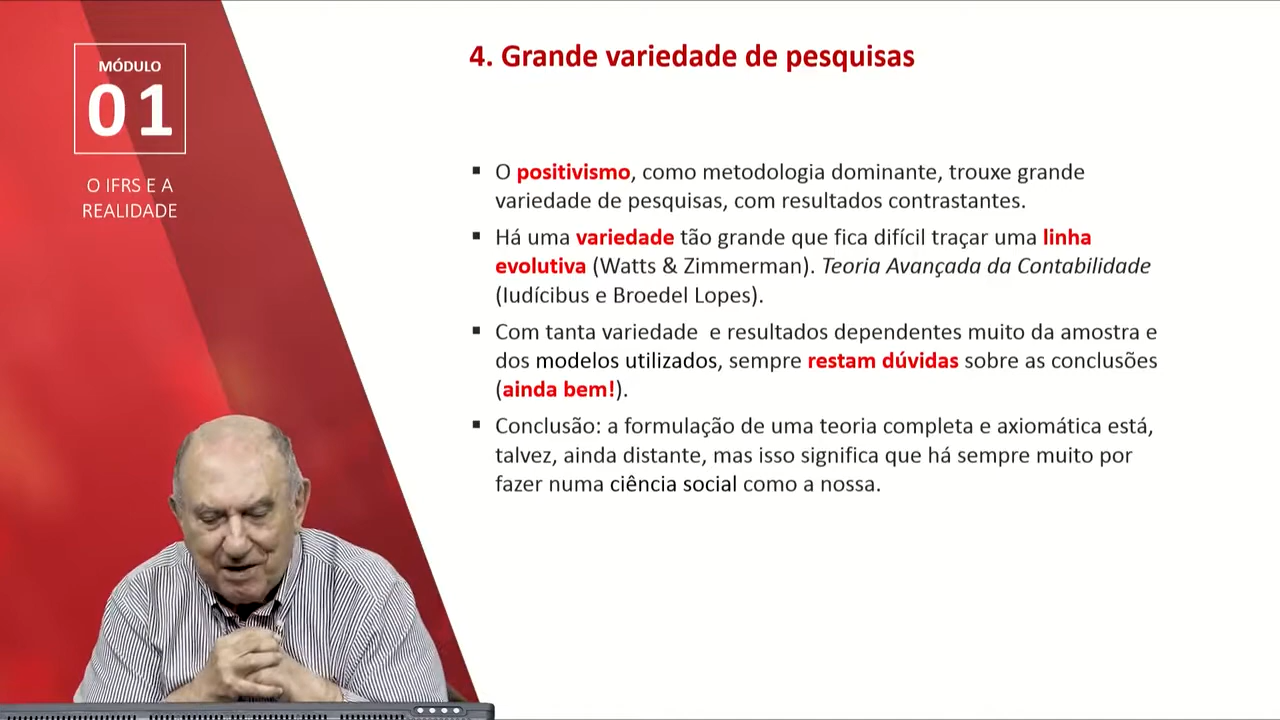 MÓDULO
01
O IFRS E A
REALIDADE
4. Grande variedade de pesquisas
▪ O positivismo, como metodologia dominante, trouxe grande
variedade de pesquisas, com resultados contrastantes.
▪ Há uma variedade tão grande que fica difícil traçar uma linha
evolutiva (Watts & Zimmerman). Teoria Avançada da Contabilidade
(Iudícibus e Broedel Lopes).
▪ Com tanta variedade e resultados dependentes muito da amostra e
dos modelos utilizados, sempre restam dúvidas sobre as conclusões
(ainda bem!).
▪ Conclusão: a formulação de uma teoria completa e axiomática está,
talvez, ainda distante, mas isso significa que há sempre muito por
fazer numa ciência social como a nossa.